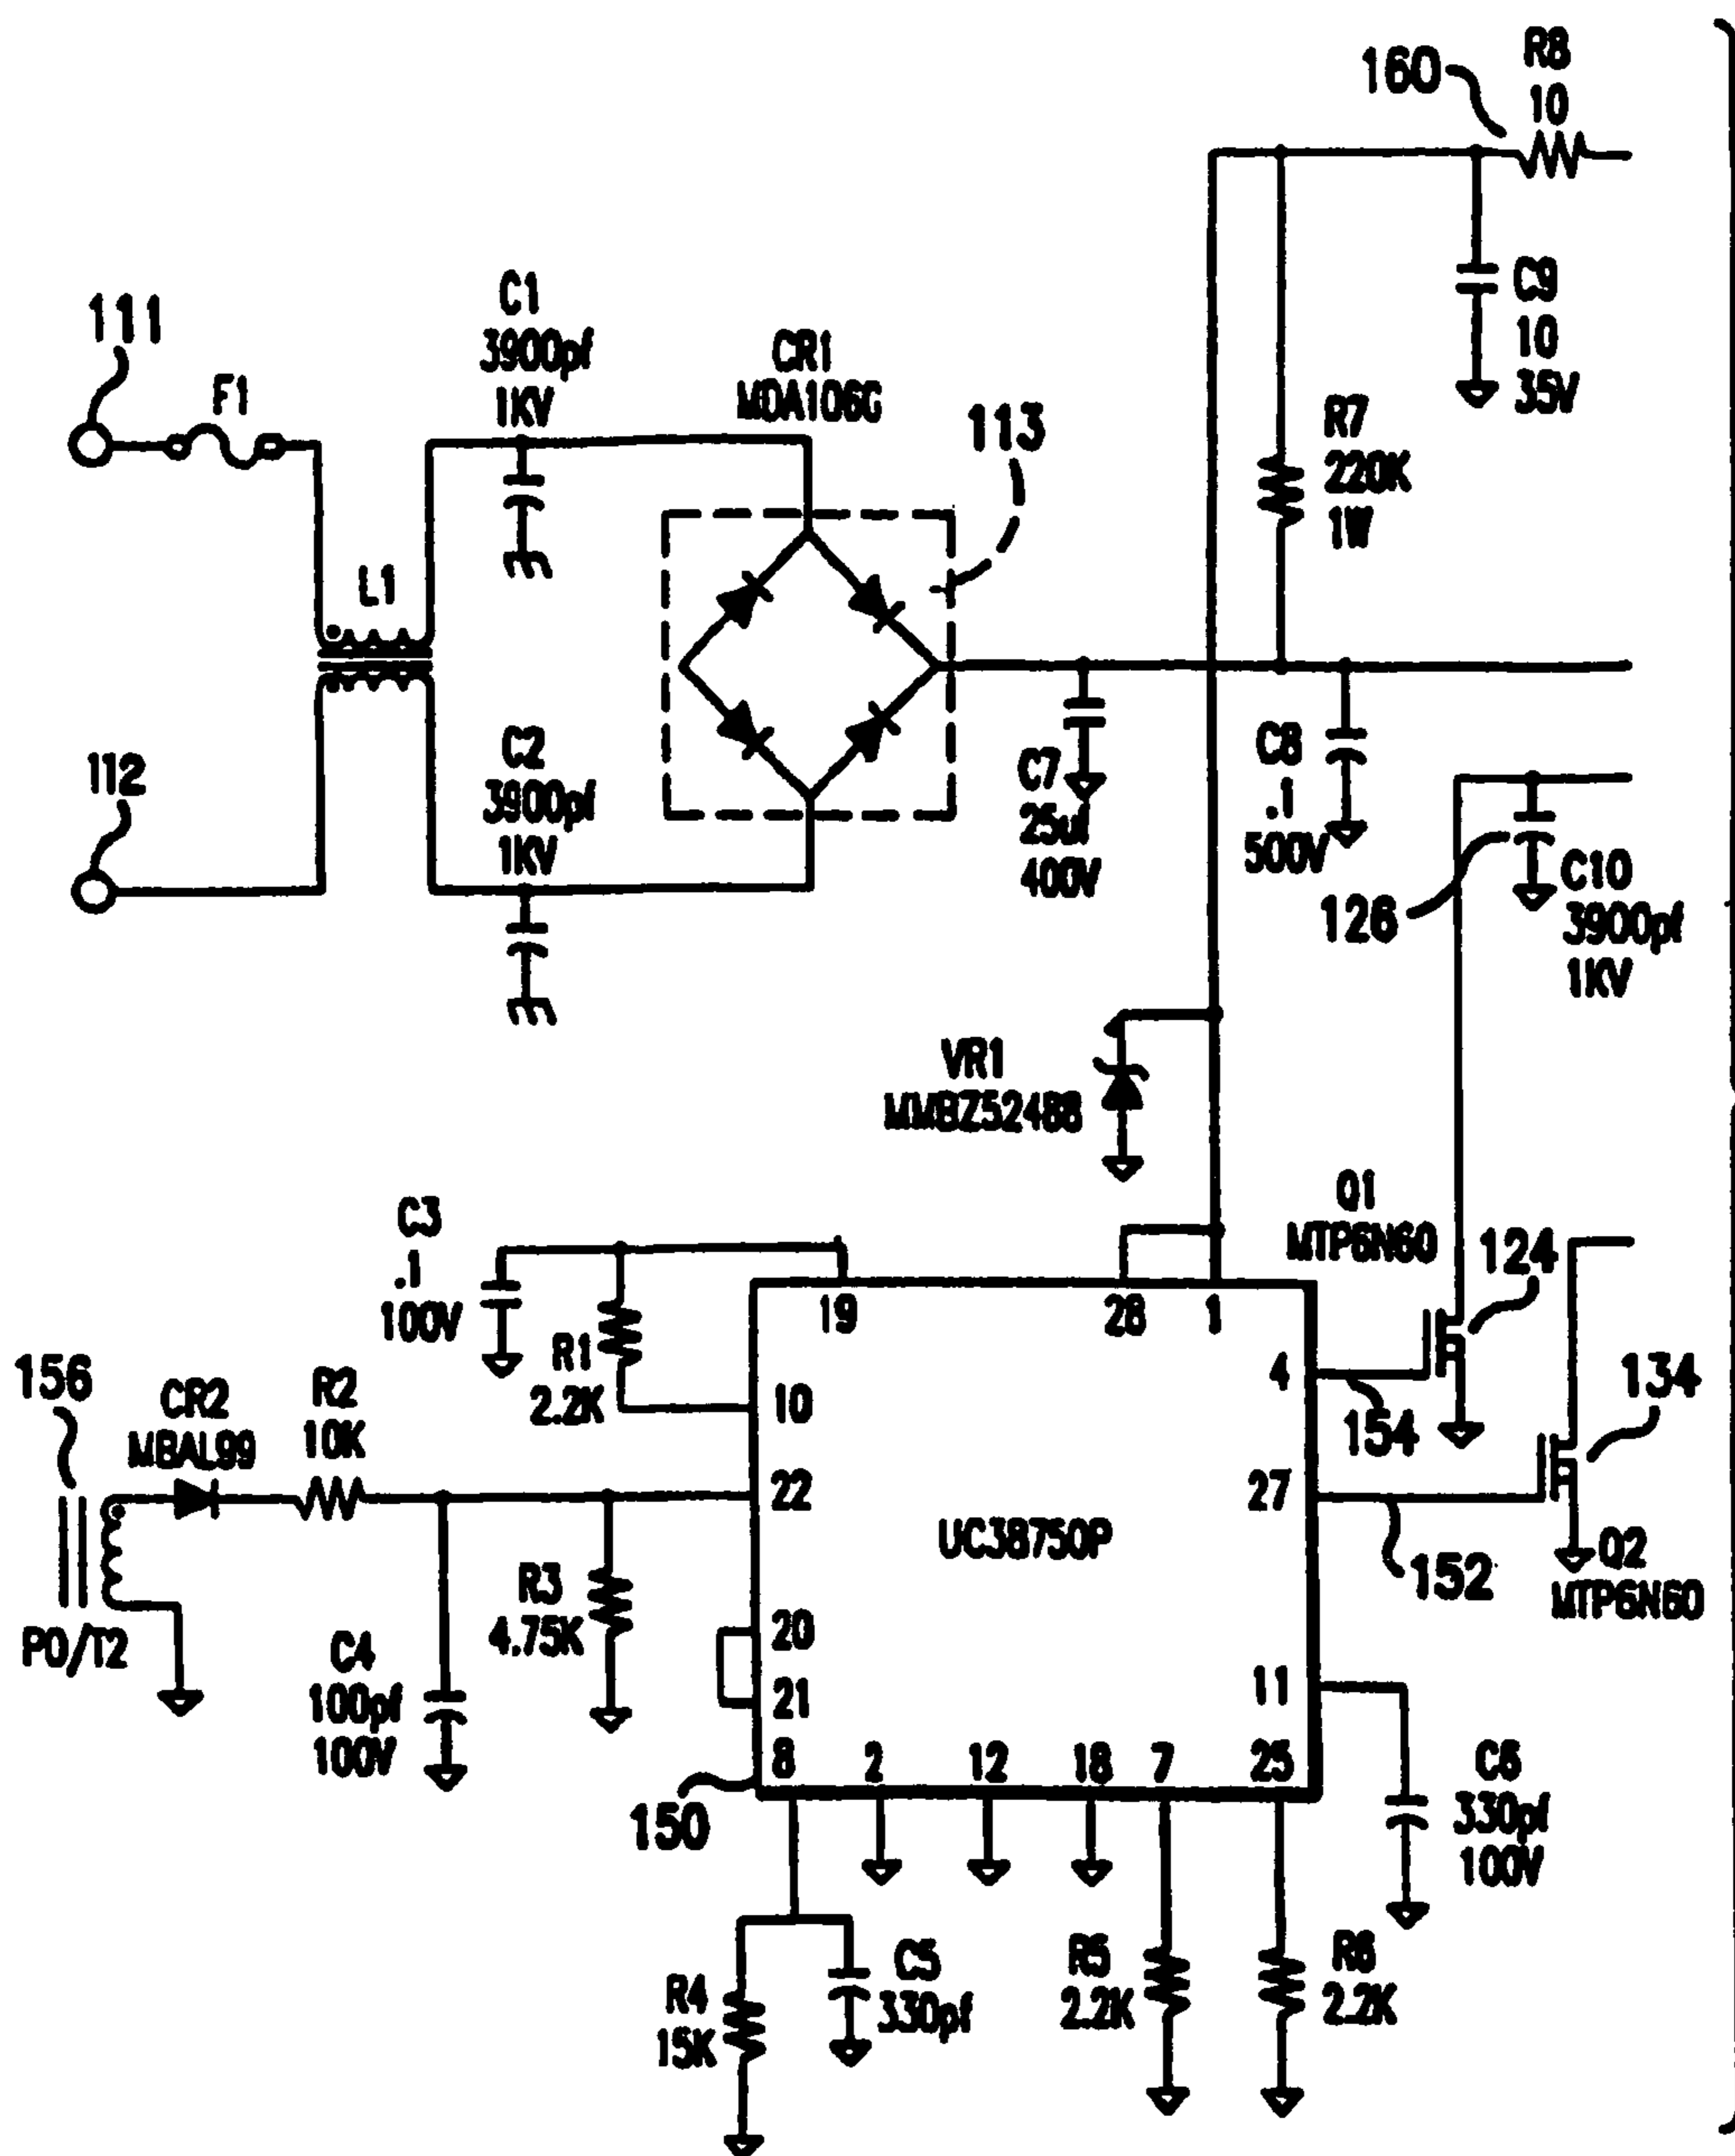 160
R8
10
C9
10
35V
111
F1
C1
3900pf
1KV
CR1
MDA106G
113
R7
220K
1W
L1
112
C2
3900pf
1KV
C7
25uf
400V
C8
.1
500V
126
C10
3900pf
1KV
VR1
MMBZ5248B
Q1
MTP6N60
124
C3
.1
100V
R1
2.2K
19
28
1
4
154
134
156
CR2
MBAL99
R2
10K
10
22
27
152
UC38750P
Q2
MTP6N60
P0/T2
R3
4.75K
20
21
11
C4
100pf
100V
8
2
12
18
7
25
C6
330pf
100V
150
R4
15K
C5
330pf
R5
2.2K
R6
2.2K